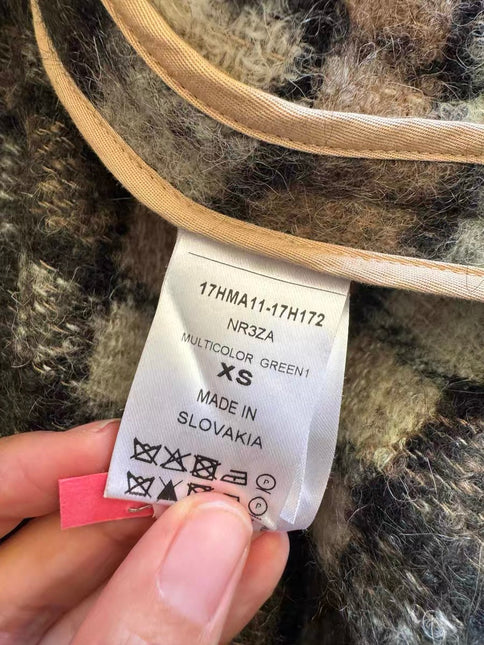 17HMA11-17H172
NR3ZA
MULTICOLOR GREEN1
XS
MADE IN
SLOVAKIA
P
P